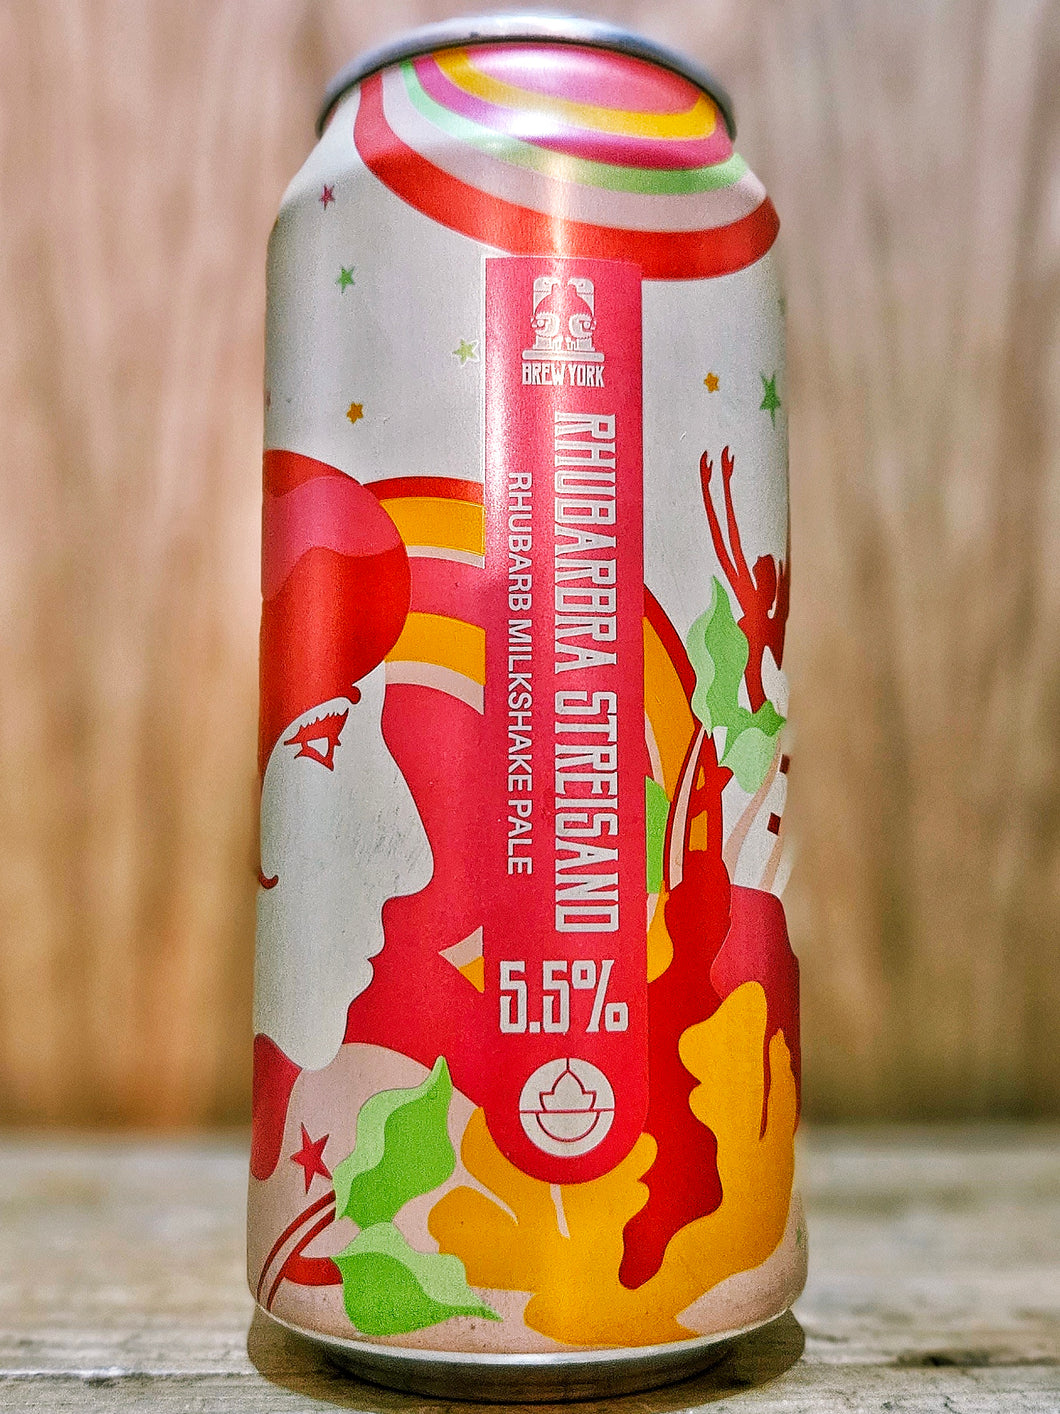 BREW YORK
RHUBARBRA STREISAND
RHUBARB MILKSHAKE PALE
5.5%